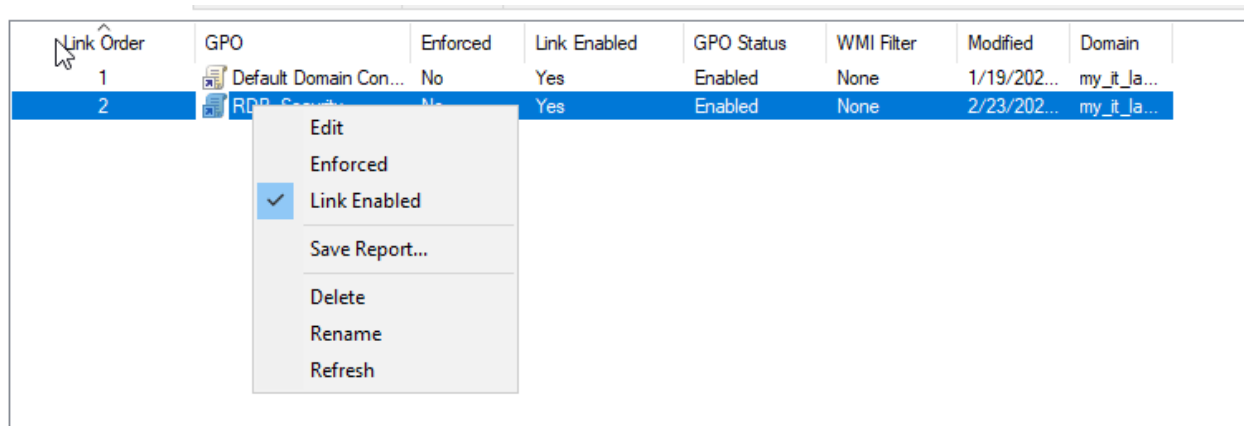 Link Order GPO Enforced Link Enabled GPO Status WMI Filter Modified Domain
1 Default Domain Con... No Yes Enabled None 1/19/202... my_it_la...
2 No Yes Enabled None 2/23/202... my_it_la...
Edit
Enforced
Link Enabled
Save Report...
Delete
Rename
Refresh